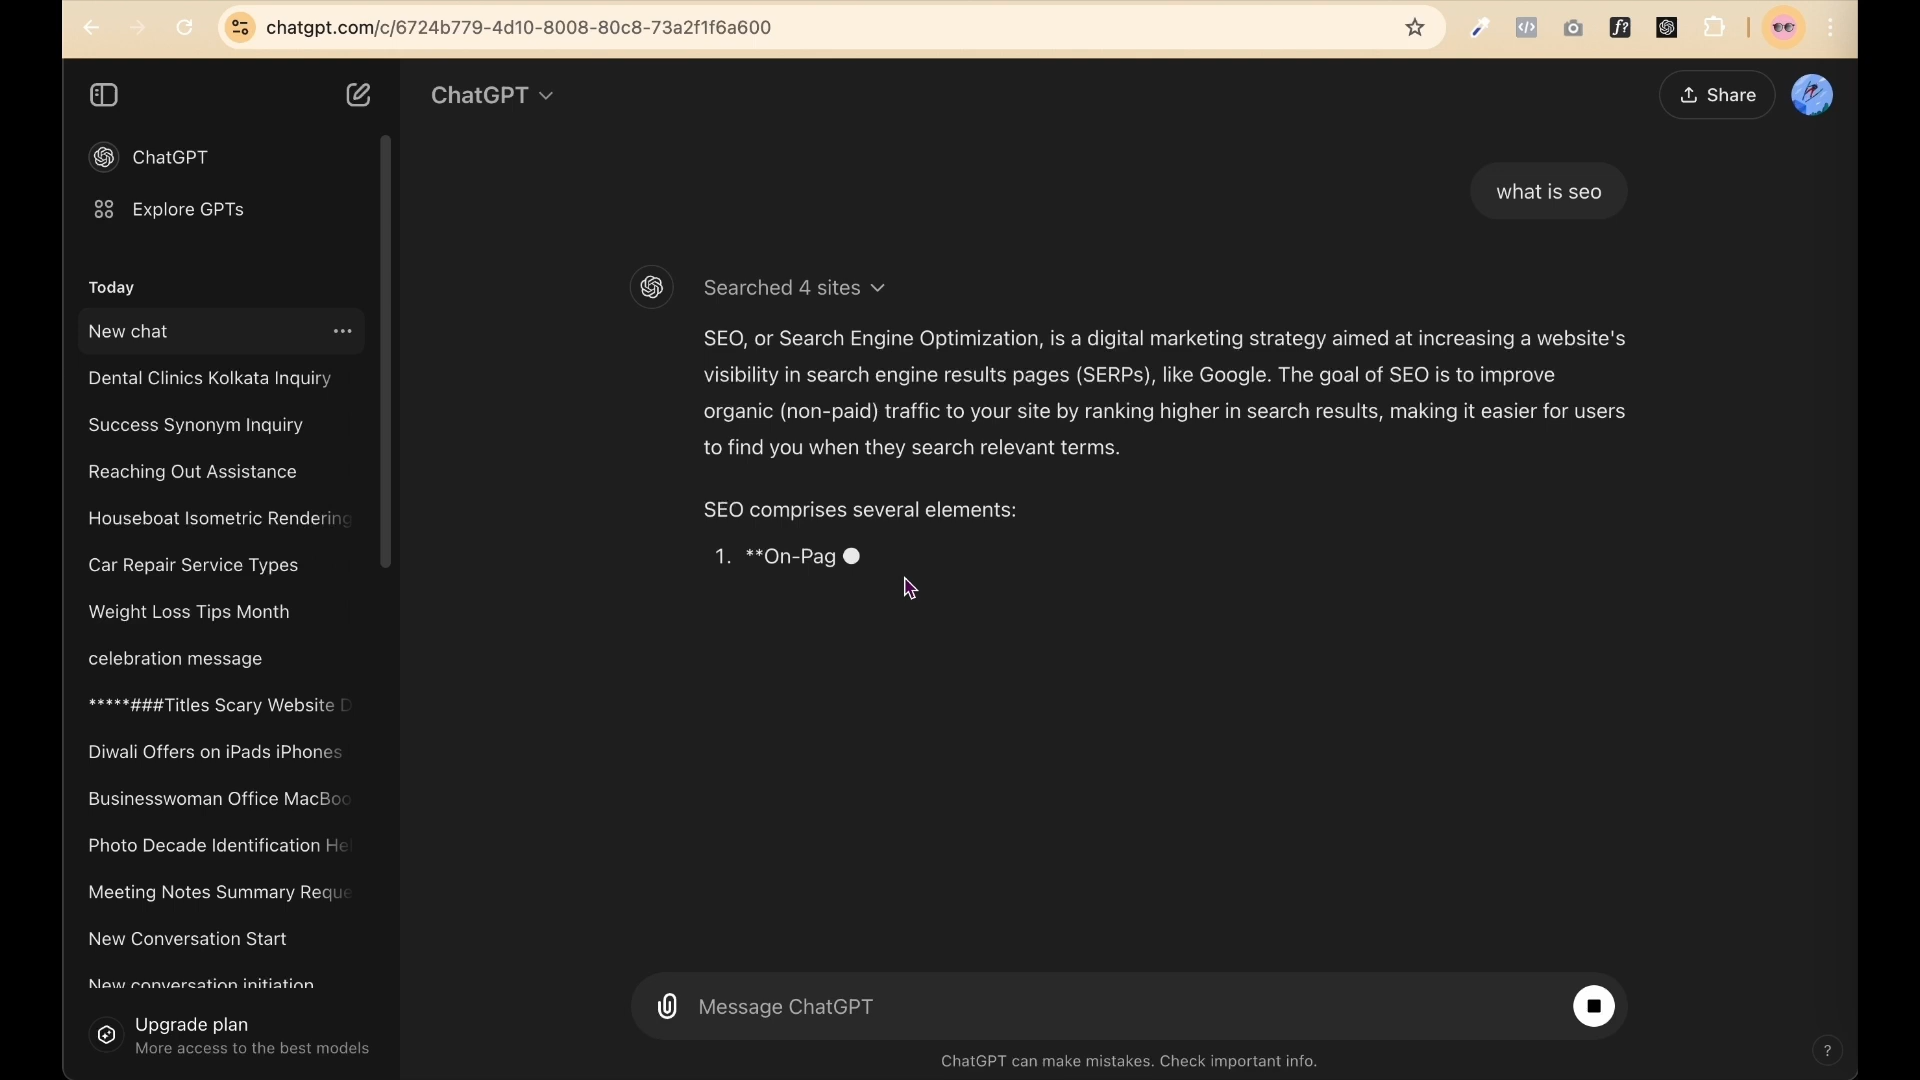 chatgpt.com/c/6724b779-4d10-8008-80c8-73a2f1f6a600
ChatGPT
Share
ChatGPT
Explore GPTs
Today
New chat
Dental Clinics Kolkata Inquiry
Success Synonym Inquiry
Reaching Out Assistance
Houseboat Isometric Rendering
Car Repair Service Types
Weight Loss Tips Month
celebration message
*****###Titles Scary Website D
Diwali Offers on iPads iPhones
Businesswoman Office MacBoo
Photo Decade Identification Hel
Meeting Notes Summary Reque
New Conversation Start
New conversation initiation
Upgrade plan
More access to the best models
what is seo
Searched 4 sites
SEO, or Search Engine Optimization, is a digital marketing strategy aimed at increasing a website's
visibility in search engine results pages (SERPs), like Google. The goal of SEO is to improve
organic (non-paid) traffic to your site by ranking higher in search results, making it easier for users
to find you when they search relevant terms.
SEO comprises several elements:
1. **On-Pag
Message ChatGPT
ChatGPT can make mistakes. Check important info.
?